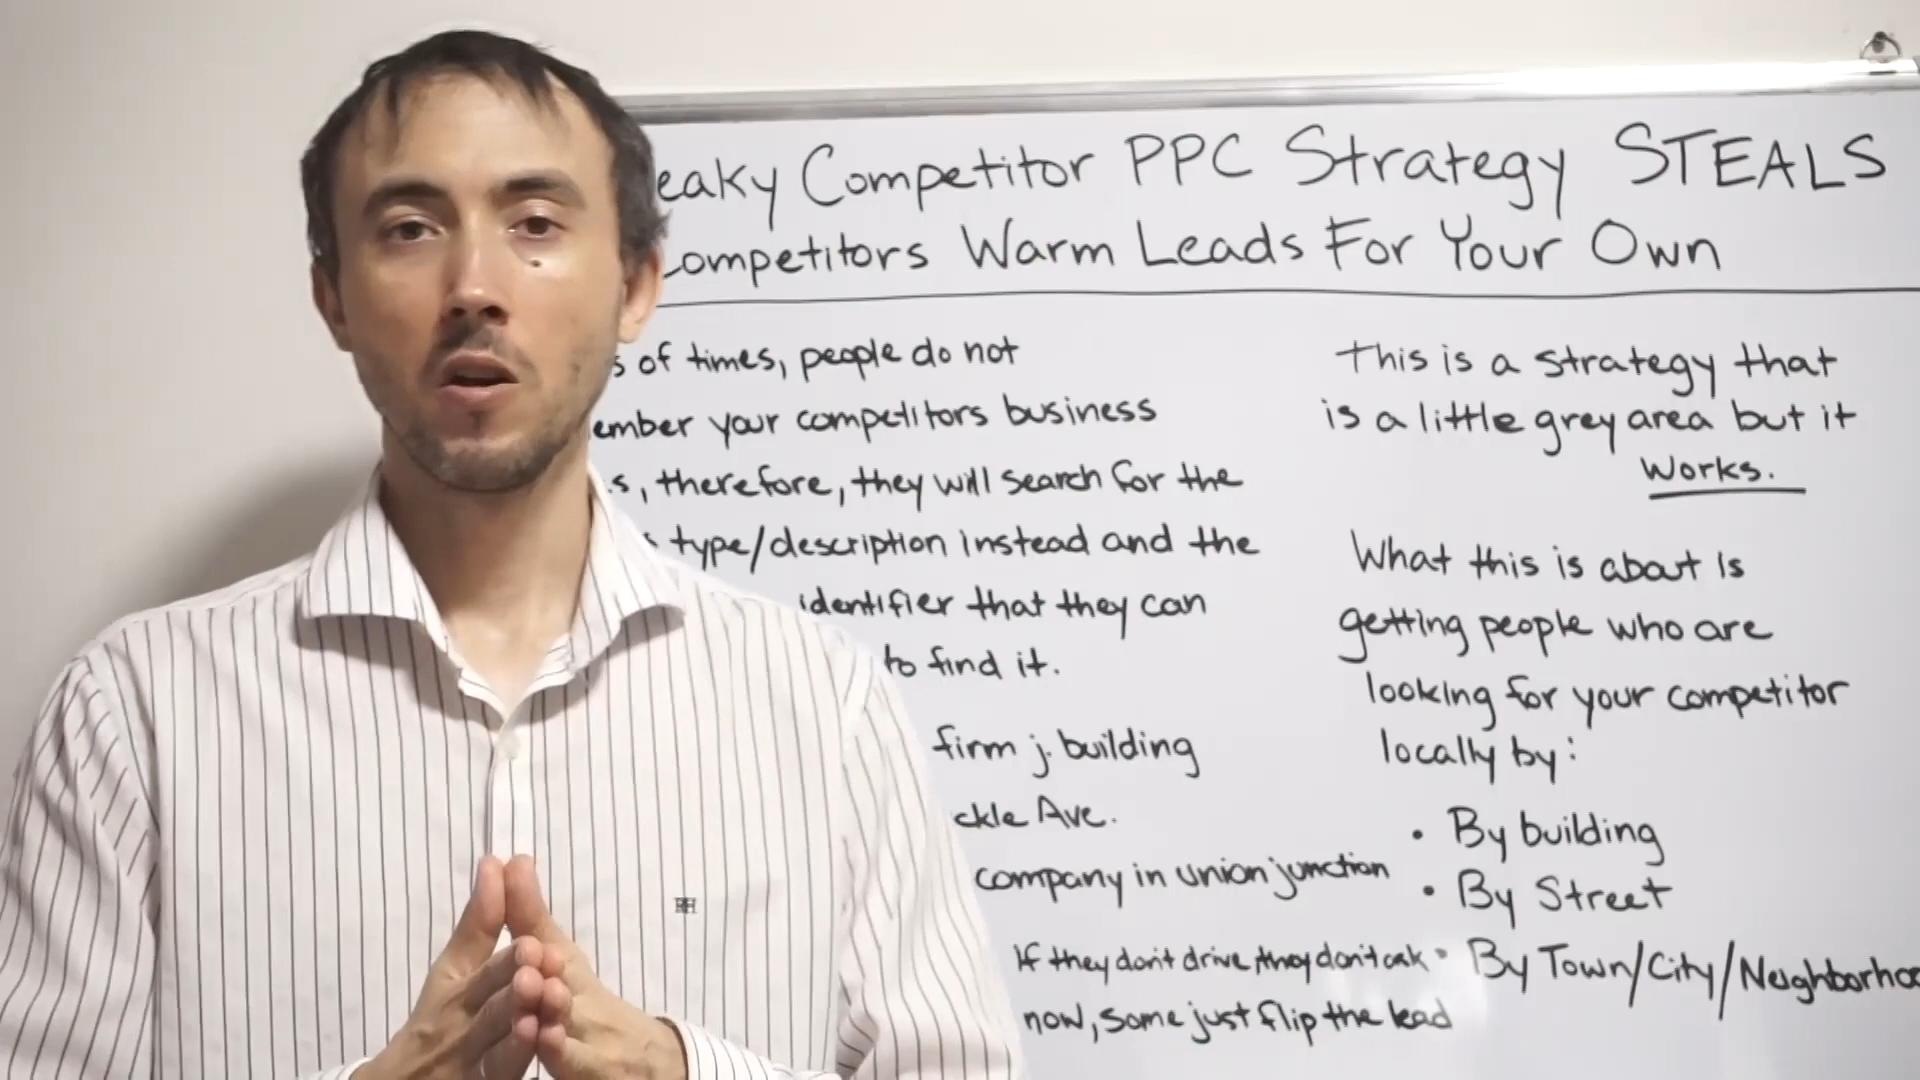 eaky Competitor PPC Strategy STEALS
Competitors Warm Leads For Your Own
s of times, people do not
ember your competitors business
s, therefore, they will search for the
type/description instead and the
identifier that they can
to find it.
firm j. building
ckle Ave.
company in union junction
If they don't drive, they don't ask
now, some just flip the lead
This is a strategy that
is a little grey area but it
works.
What this is about is
getting people who are
looking for your competitor
locally by:
• By building
• By Street
• By Town/City/Neighborhoo
RH